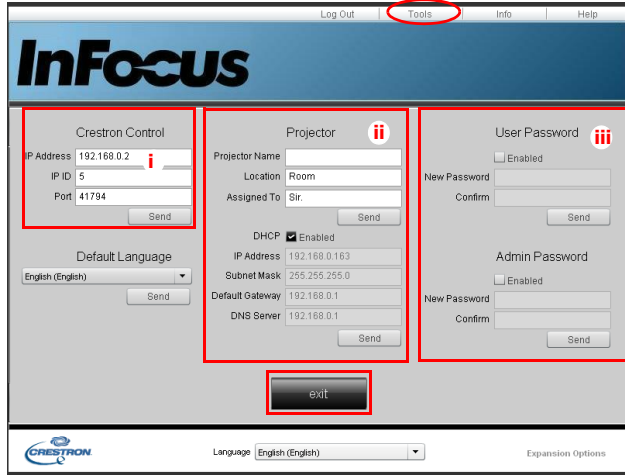 Log Out Tools Info Help
InFocus
Crestron Control
IP Address 192.168.0.2
i
IP ID 5
Port 41794
Send
Default Language
English (English)
Send
Projector
ii
Projector Name
Location Room
Assigned To Sir.
Send
DHCP Enabled
IP Address 192.168.0.163
Subnet Mask 255.255.255.0
Default Gateway 192.168.0.1
DNS Server 192.168.0.1
Send
User Password
iii
Enabled
New Password
Confirm
Send
Admin Password
Enabled
New Password
Confirm
Send
exit
CRESTRON
Language English (English)
Expansion Options